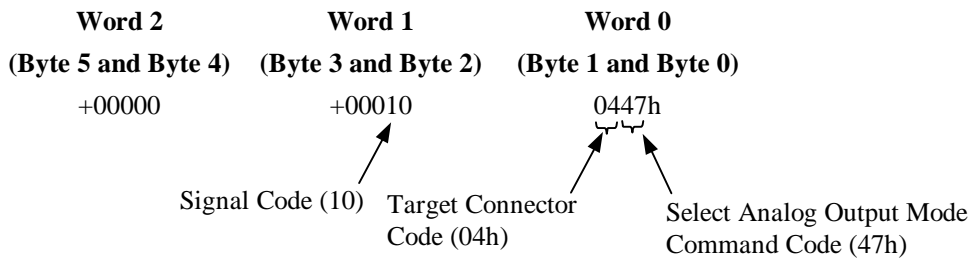 Word 2 Word 1 Word 0
(Byte 5 and Byte 4) (Byte 3 and Byte 2) (Byte 1 and Byte 0)
+00000 +00010 0447h
Signal Code (10)
Target Connector
Code (04h)
Select Analog Output Mode
Command Code (47h)